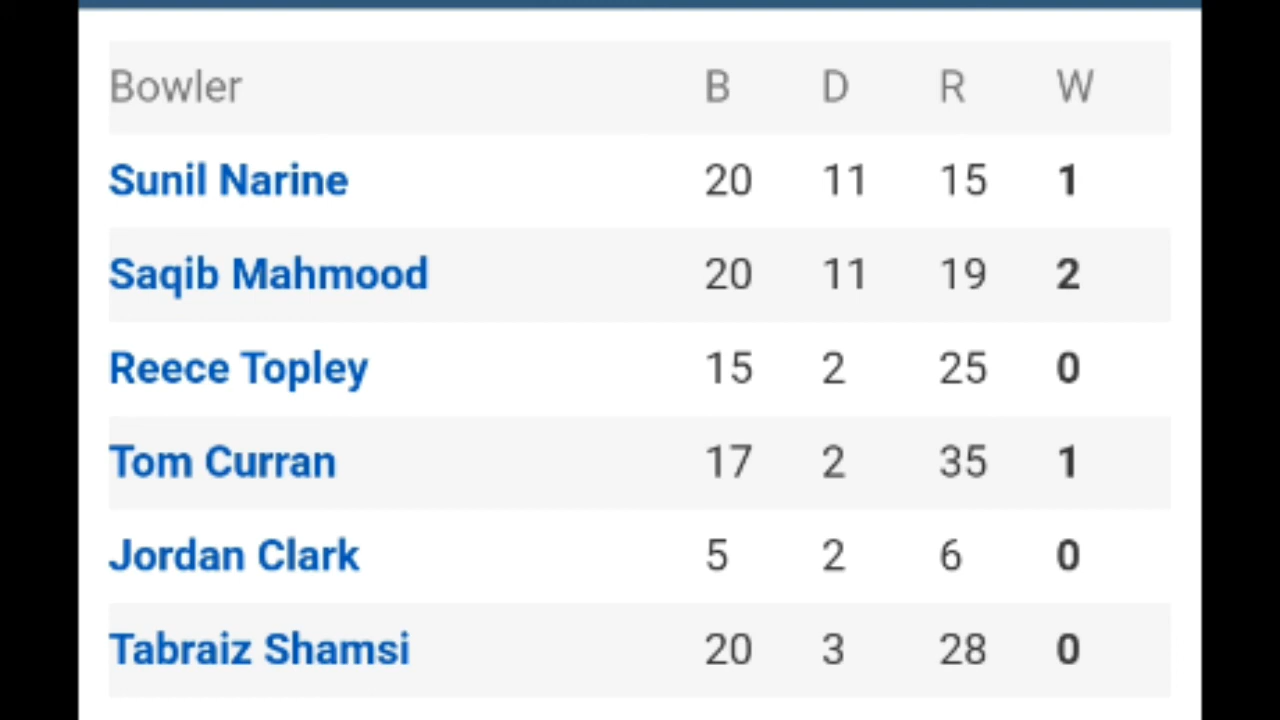 Bowler B D R W
Sunil Narine 20 11 15 1
Saqib Mahmood 20 11 19 2
Reece Topley 15 2 25 0
Tom Curran 17 2 35 1
Jordan Clark 5 2 6 0
Tabraiz Shamsi 20 3 28 0